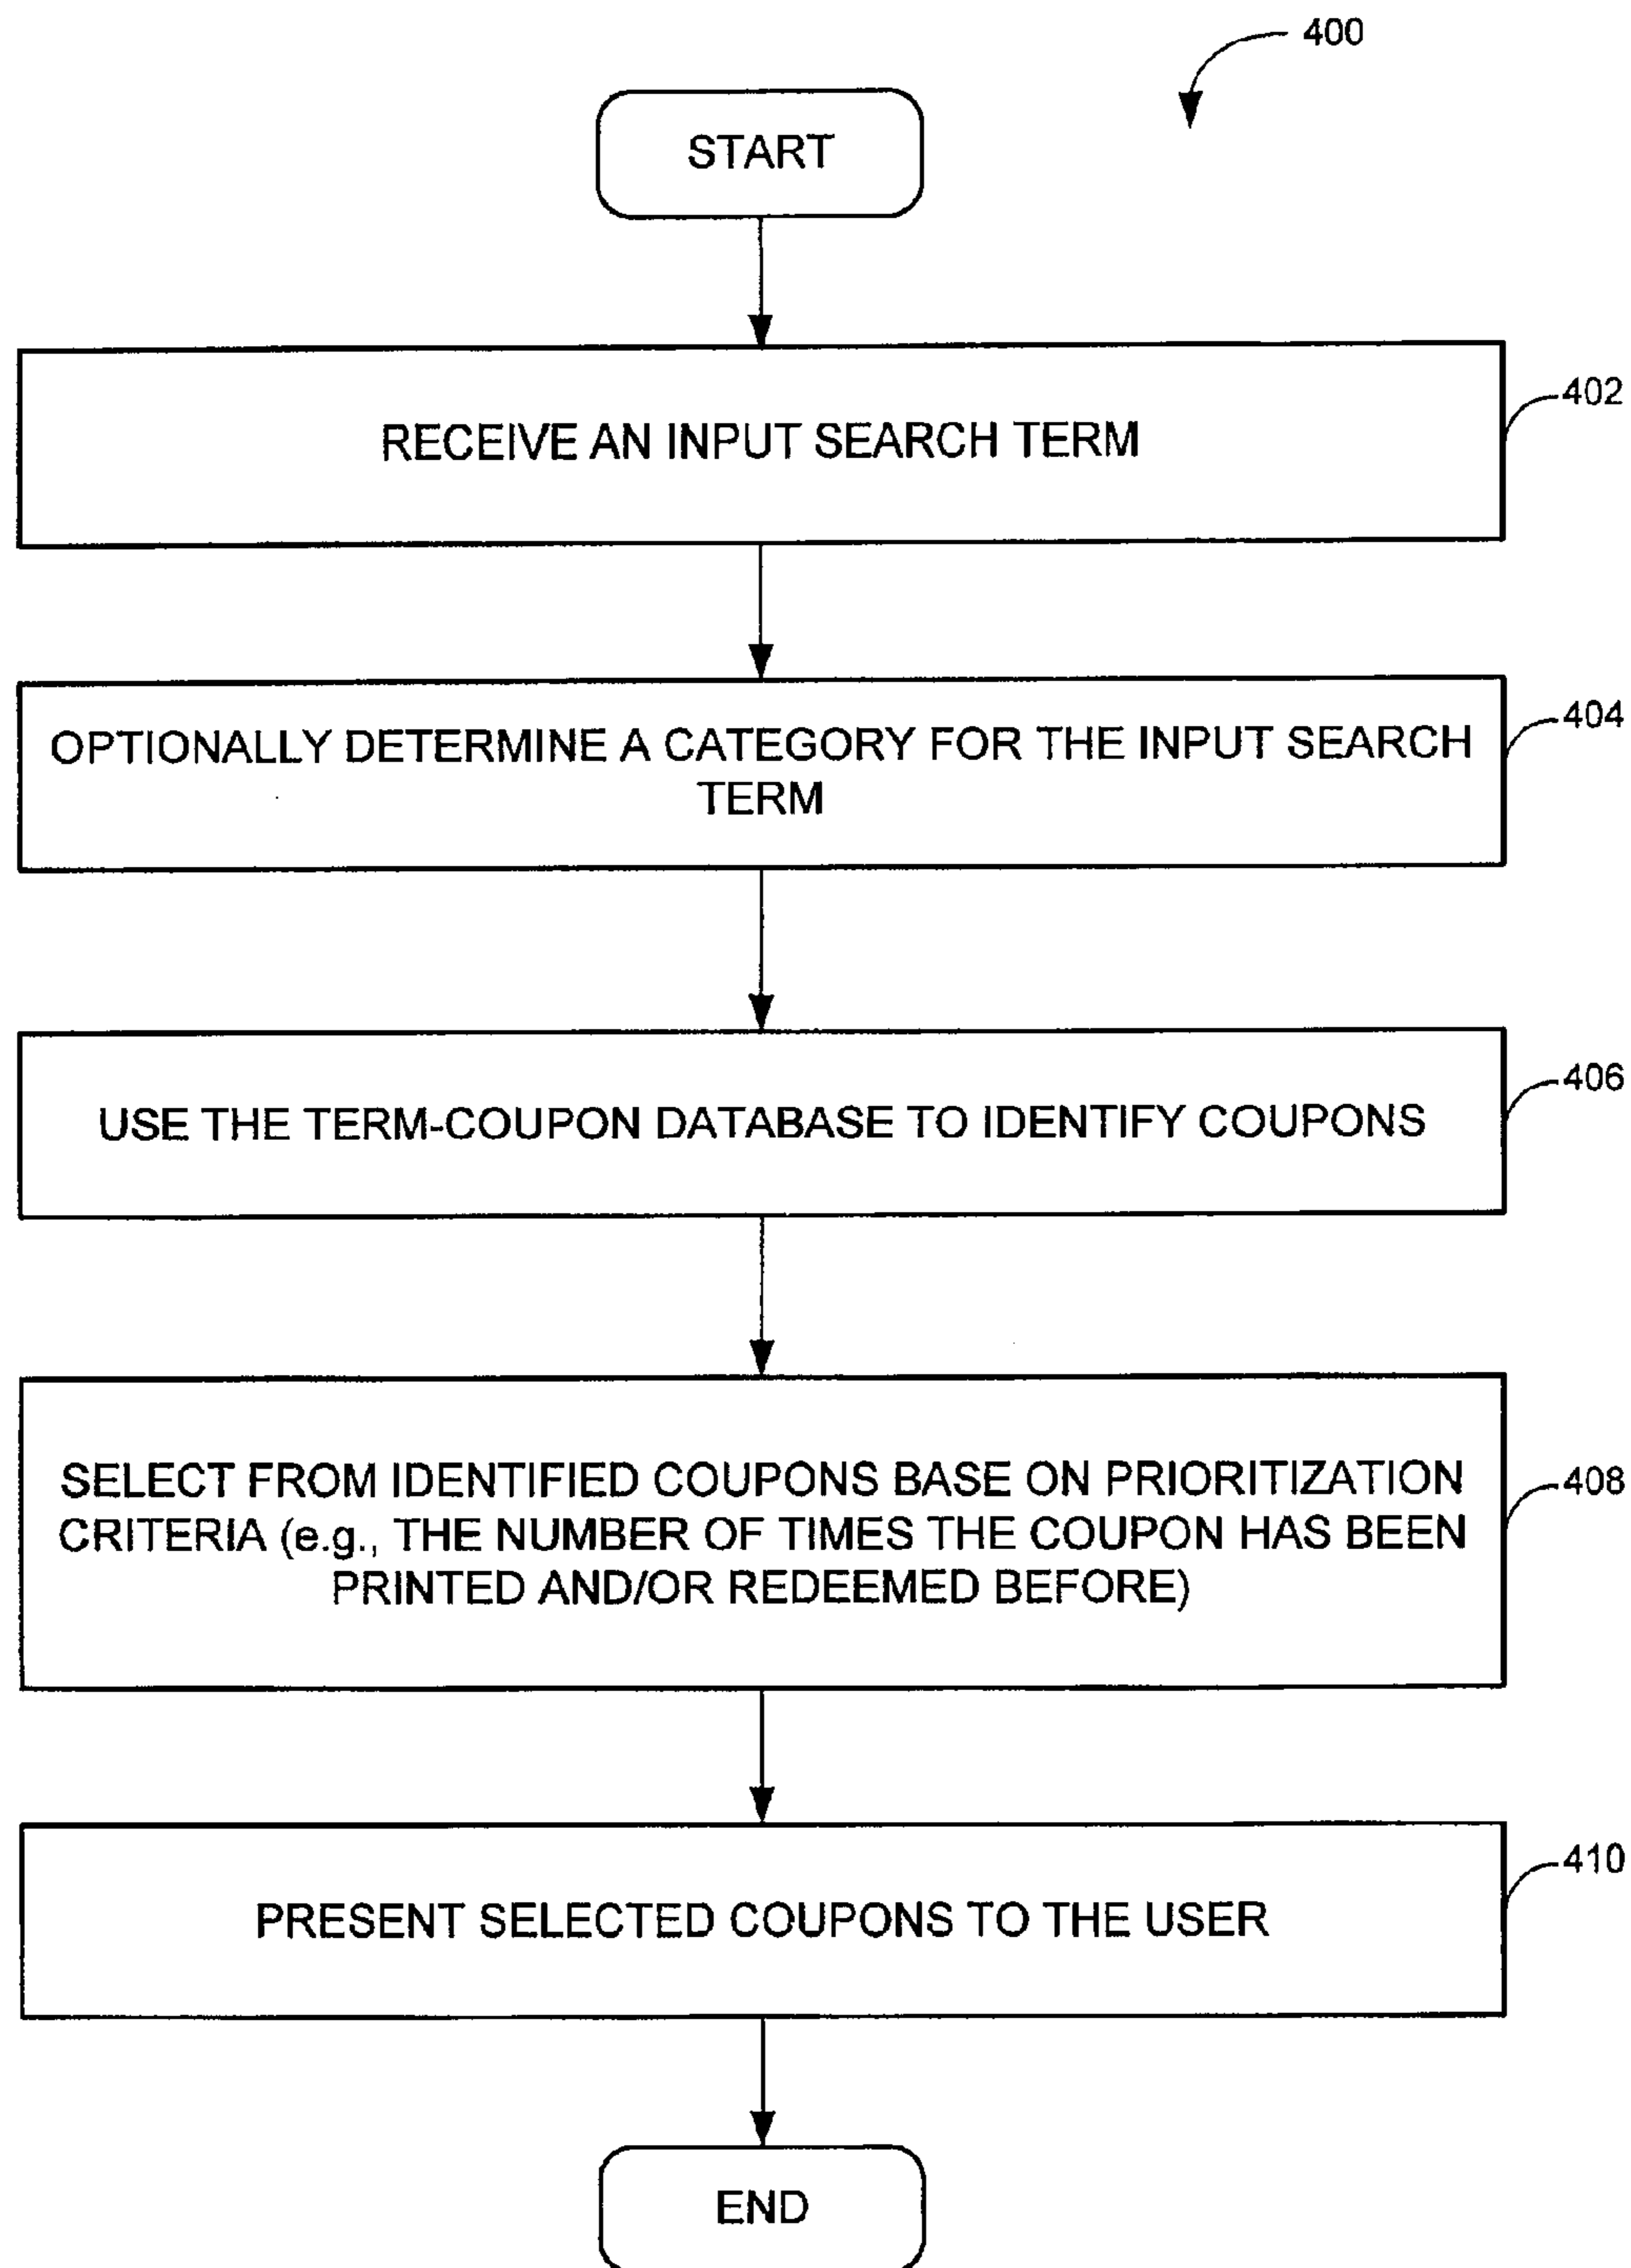 400
START
RECEIVE AN INPUT SEARCH TERM
402
OPTIONALLY DETERMINE A CATEGORY FOR THE INPUT SEARCH
TERM
404
USE THE TERM-COUPON DATABASE TO IDENTIFY COUPONS
406
SELECT FROM IDENTIFIED COUPONS BASE ON PRIORITIZATION
CRITERIA (e.g., THE NUMBER OF TIMES THE COUPON HAS BEEN
PRINTED AND/OR REDEEMED BEFORE)
408
PRESENT SELECTED COUPONS TO THE USER
410
END